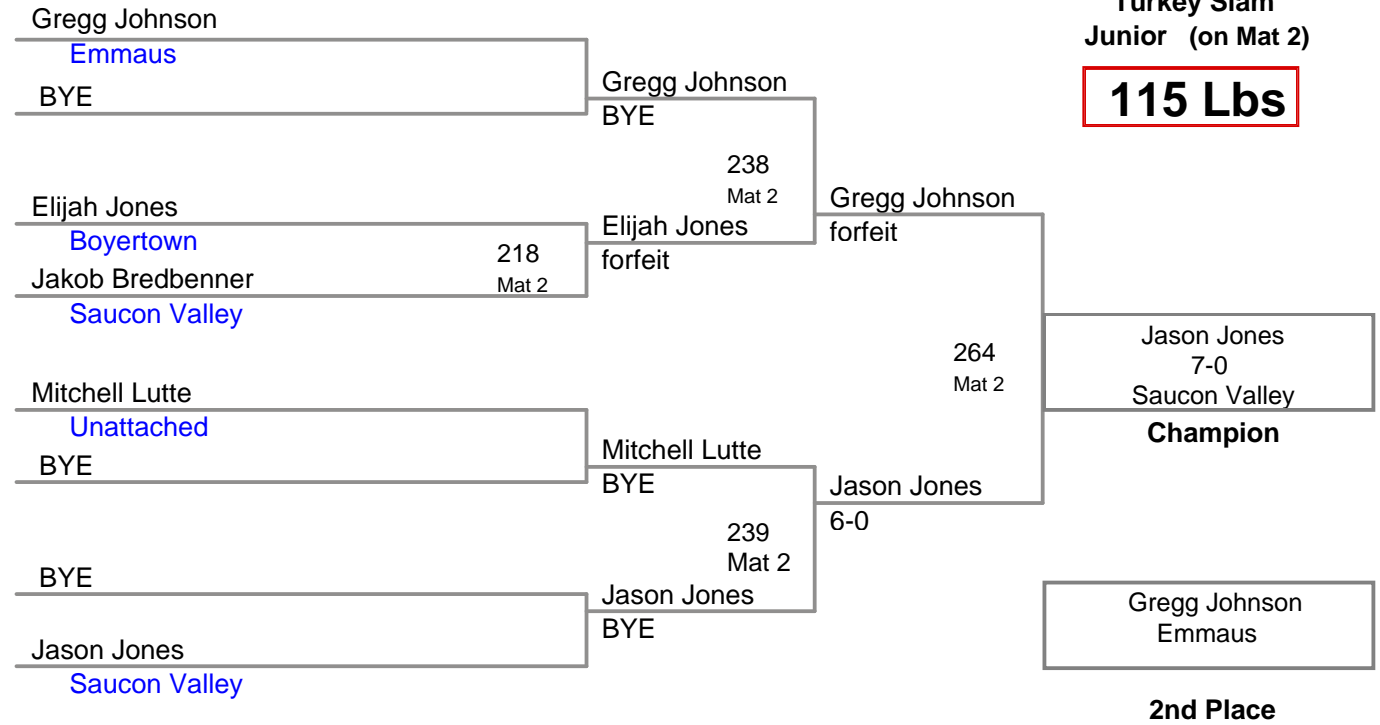 Turkey Slam
Junior (on Mat 2)
115 Lbs
Gregg Johnson
Emmaus
BYE
Gregg Johnson
BYE
238
Mat 2
Elijah Jones
Boyertown
218
Mat 2
Jakob Bredbenner
Saucon Valley
Elijah Jones
forfeit
Gregg Johnson
forfeit
264
Mat 2
Jason Jones
7-0
Saucon Valley
Champion
Mitchell Lutte
Unattached
BYE
Mitchell Lutte
BYE
239
Mat 2
Jason Jones
6-0
BYE
Jason Jones
BYE
Jason Jones
Saucon Valley
Gregg Johnson
Emmaus
2nd Place